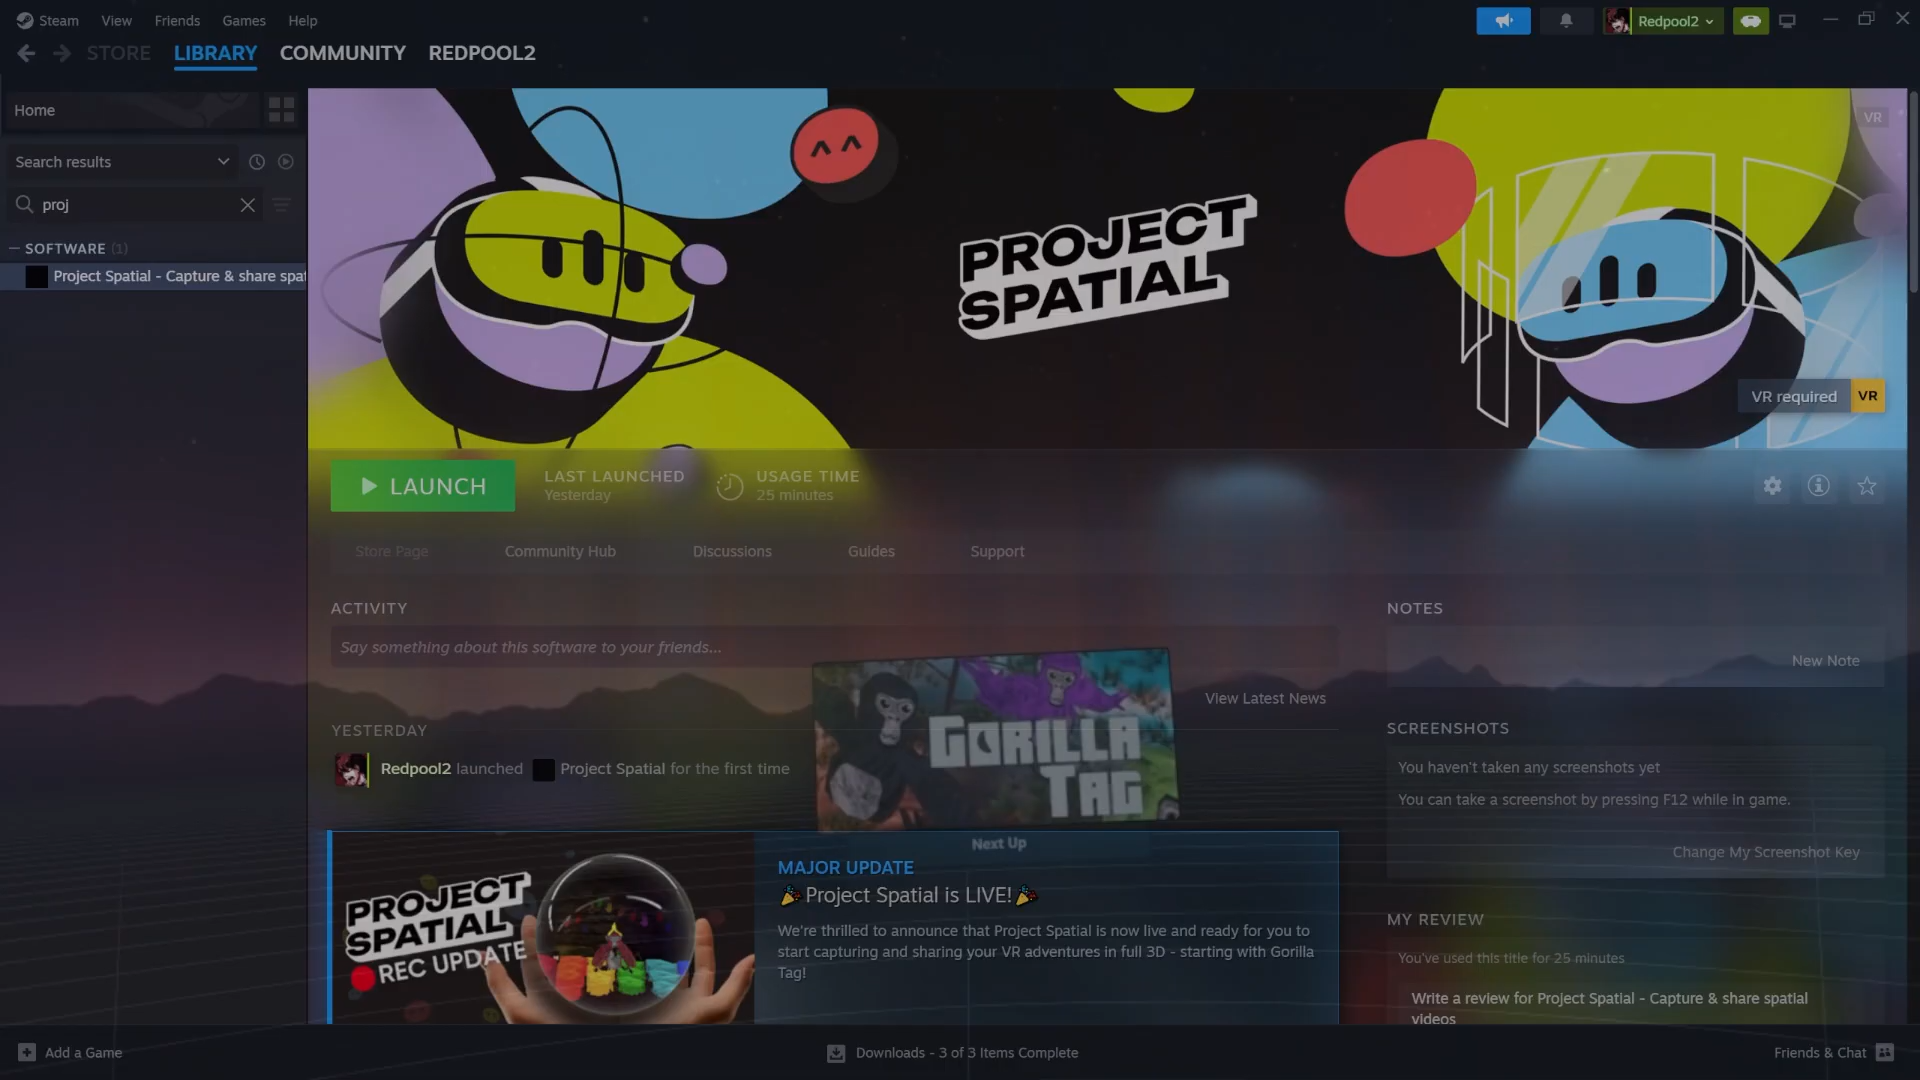 Steam View Friends Games Help
Redpool2
STORE LIBRARY COMMUNITY REDPOOL2
Home
Search results
proj
SOFTWARE (1)
Project Spatial - Capture & share spat
VR
PROJECT
SPATIAL
VR required VR
LAUNCH
LAST LAUNCHED
Yesterday
USAGE TIME
25 minutes
Store Page Community Hub Discussions Guides Support
ACTIVITY
Say something about this software to your friends...
View Latest News
YESTERDAY
Redpool2 launched Project Spatial for the first time
GORILLA
TAG
Next Up
PROJECT
SPATIAL
REC UPDATE
MAJOR UPDATE
🎉Project Spatial is LIVE!🎉
We're thrilled to announce that Project Spatial is now live and ready for you to
start capturing and sharing your VR adventures in full 3D - starting with Gorilla
Tag!
NOTES
New Note
SCREENSHOTS
You haven't taken any screenshots yet
You can take a screenshot by pressing F12 while in game.
Change My Screenshot Key
MY REVIEW
You've used this title for 25 minutes
Write a review for Project Spatial - Capture & share spatial
videos
Add a Game
Downloads - 3 of 3 Items Complete
Friends & Chat